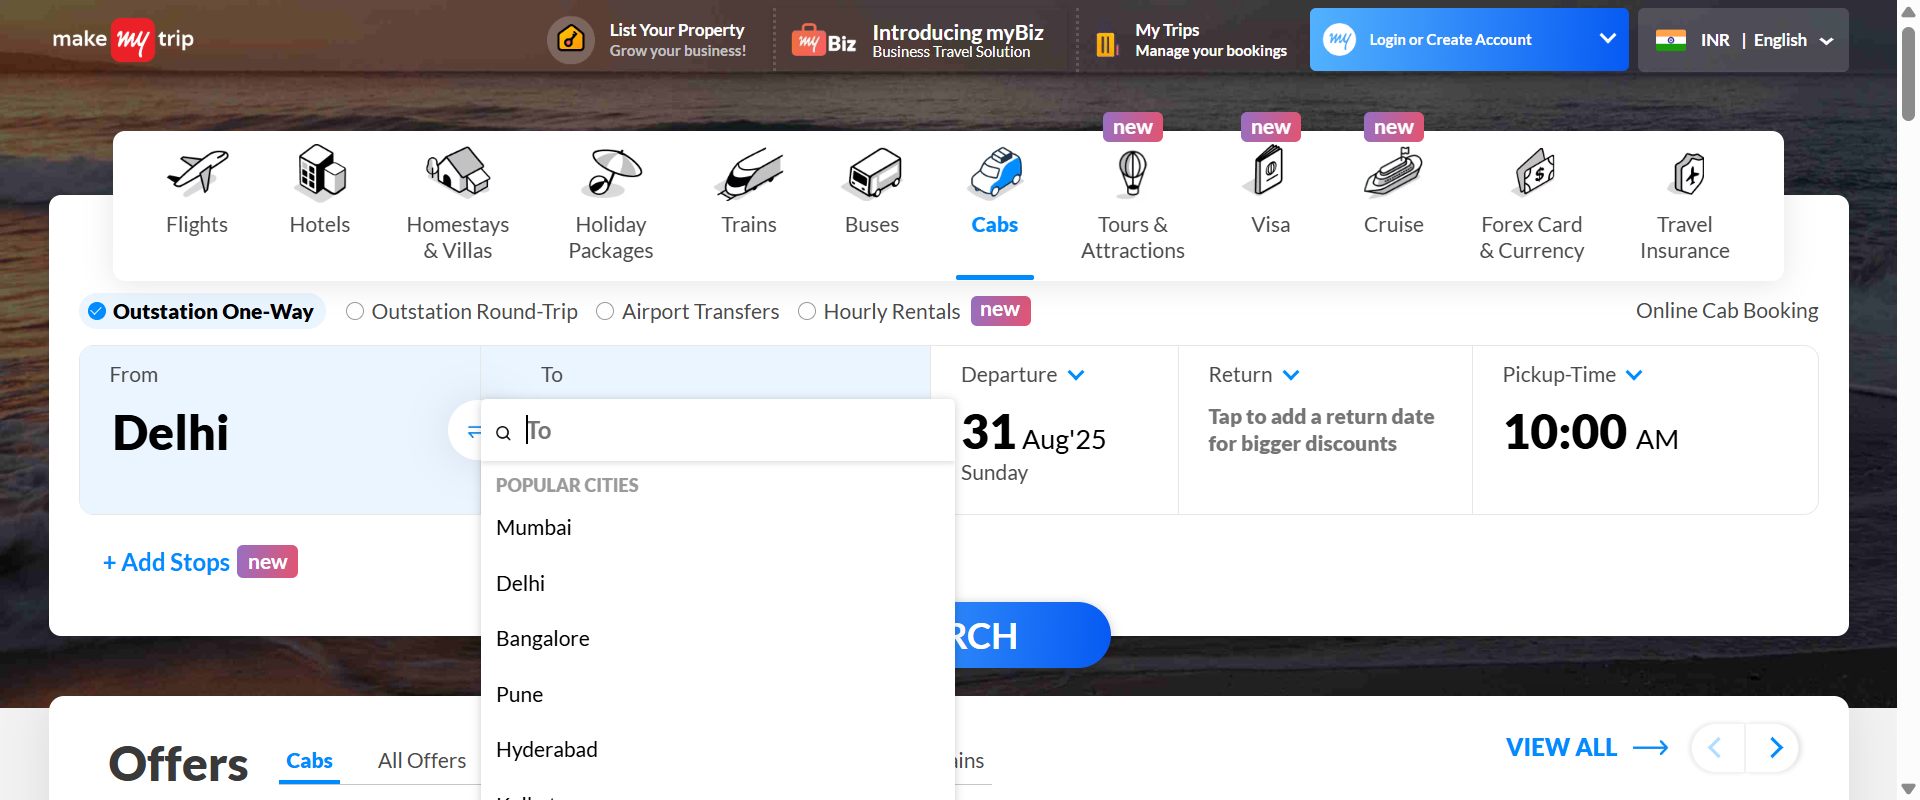 make my trip
List Your Property
Grow your business!
my Biz
Introducing myBiz
Business Travel Solution
My Trips
Manage your bookings
my
Login or Create Account
INR | English
new
new
new
Flights
Hotels
Homestays
& Villas
Holiday
Packages
Trains
Buses
Cabs
Tours &
Attractions
Visa
Cruise
Forex Card
& Currency
Travel
Insurance
Outstation One-Way
Outstation Round-Trip
Airport Transfers
Hourly Rentals
new
Online Cab Booking
From
Delhi
To
To
Departure
31 Aug'25
Sunday
Return
Tap to add a return date
for bigger discounts
Pickup-Time
10:00 AM
POPULAR CITIES
Mumbai
Delhi
Bangalore
Pune
Hyderabad
+ Add Stops new
RCH
Offers
Cabs
All Offers
ains
VIEW ALL